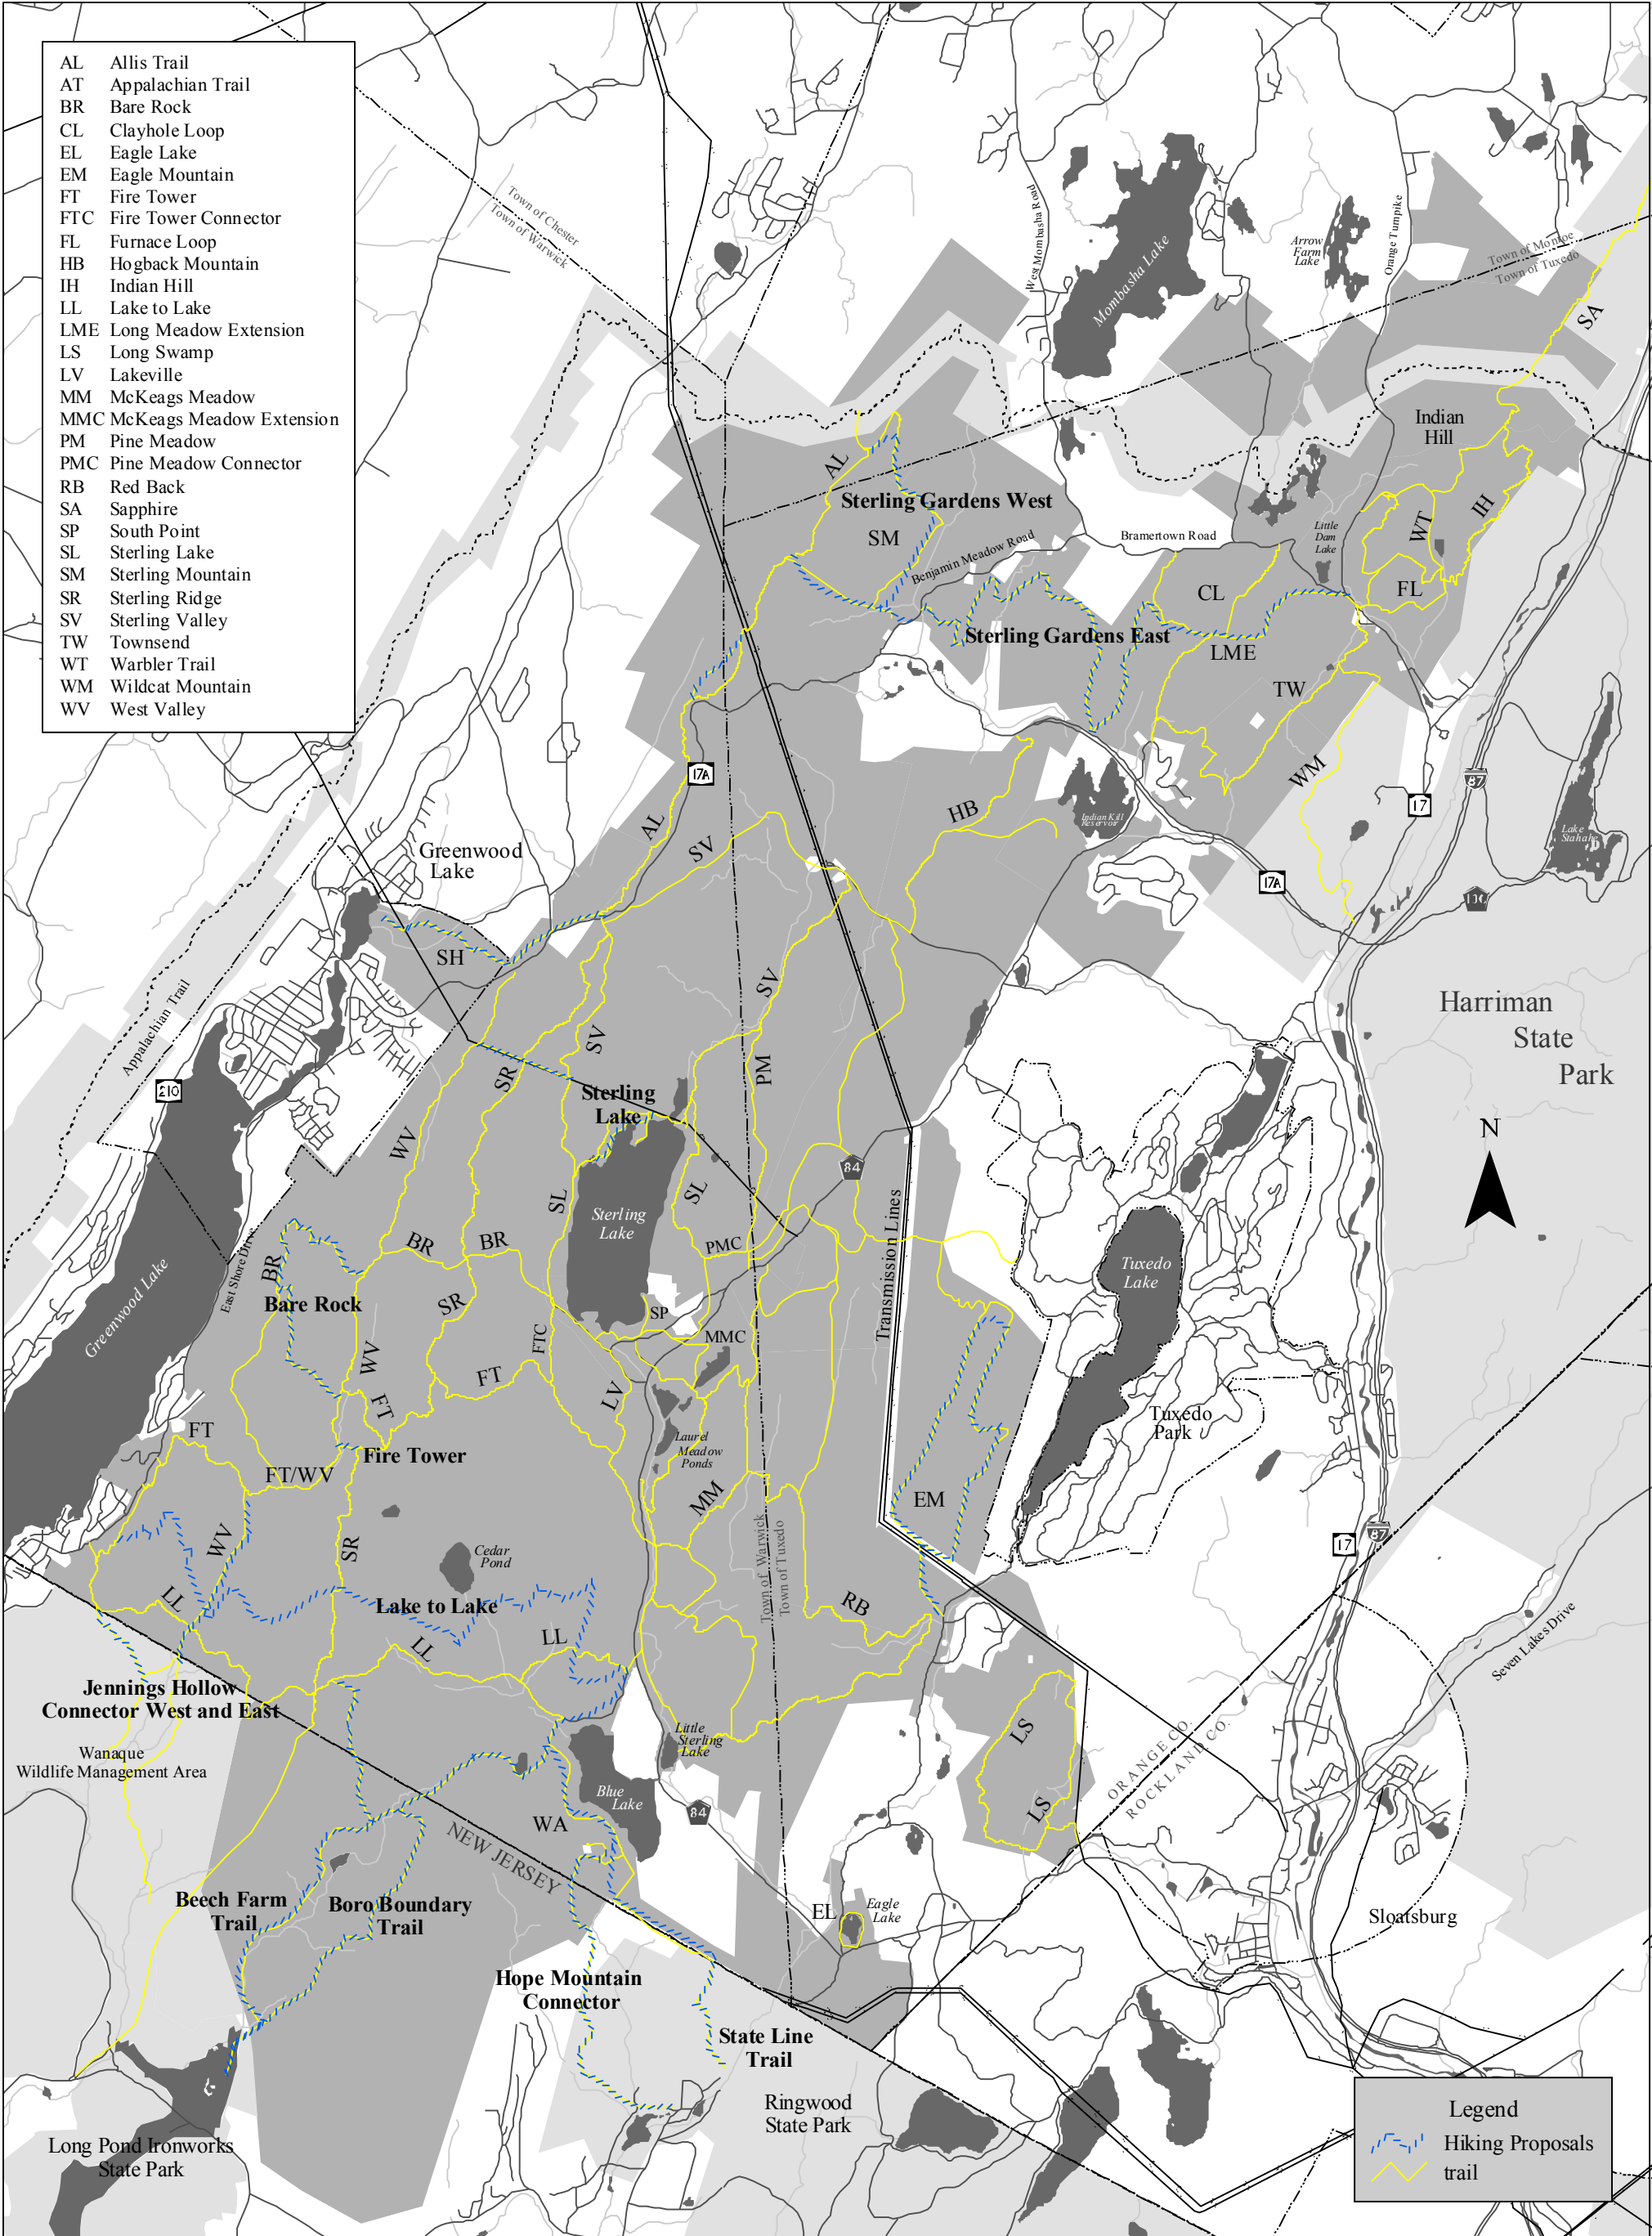 AL Allis Trail
AT Appalachian Trail
BR Bare Rock
CL Clayhole Loop
EL Eagle Lake
EM Eagle Mountain
FT Fire Tower
FTC Fire Tower Connector
FL Furnace Loop
HB Hogback Mountain
IH Indian Hill
LL Lake to Lake
LME Long Meadow Extension
LS Long Swamp
LV Lakeville
MM McKeags Meadow
MMC McKeags Meadow Extension
PM Pine Meadow
PMC Pine Meadow Connector
RB Red Back
SA Sapphire
SP South Point
SL Sterling Lake
SM Sterling Mountain
SR Sterling Ridge
SV Sterling Valley
TW Townsend
WT Warbler Trail
WM Wildcat Mountain
WV West Valley
Town of Chester
Town of Warwick
West Mombasha Road
Mombasha Lake
Arrow
Farm
Lake
Orange Turnpike
Town of Monroe
Town of Tuxedo
SA
Indian
Hill
AL
Sterling Gardens West
SM
Benjamin Meadow Road
Bramertown Road
Little
Dam
Lake
WT
IH
FL
CL
Sterling Gardens East
LME
TW
WM
17A
HB
Indian Kill
Reservoir
87
17
Lake
Stahahe
AL
SV
Greenwood
Lake
17A
106
SH
Appalachian Trail
210
SV
SV
SR
PM
Sterling
Lake
Harriman
State
Park
N
WV
84
SL
SL
Sterling
Lake
Transmission Lines
BR
BR
PMC
East Shore Drive
BR
Greenwood Lake
Bare Rock
SR
SP
Tuxedo
Lake
WV
FTC
MMC
FT
FT
LV
Tuxedo
Park
FT
Fire Tower
Laurel
Meadow
Ponds
FT/WV
MM
EM
WV
SR
Cedar
Pond
Town of Warwick
Town of Tuxedo
17
87
LL
Lake to Lake
RB
LL
LL
Seven Lakes Drive
Jennings Hollow
Connector West and East
Wanaque
Wildlife Management Area
Little
Sterling
Lake
LS
ORANGE CO.
ROCKLAND CO.
Blue
Lake
84
WA
LS
NEW JERSEY
Beech Farm
Trail
Boro Boundary
Trail
EL
Eagle
Lake
Sloatsburg
Hope Mountain
Connector
State Line
Trail
Ringwood
State Park
Long Pond Ironworks
State Park
Legend
Hiking Proposals
trail